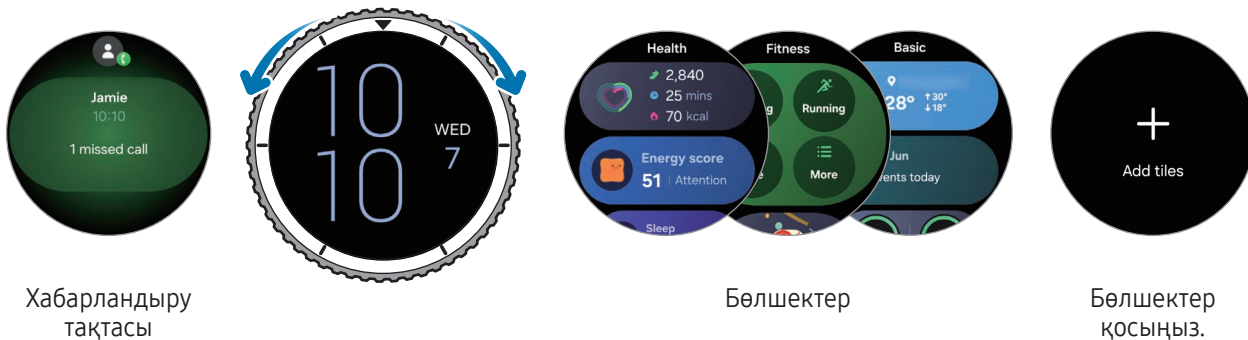 Jamie
10:10
1 missed call
10
10
WED
7
Health
2,840
25 mins
70 kcal
Energy score
51 | Attention
Sleep
Fitness
Running
More
Basic
28° ↑30°
↓18°
Jun
ents today
Add tiles
Хабарландыру
тақтасы
Бөлшектер
Бөлшектер
қосыңыз.